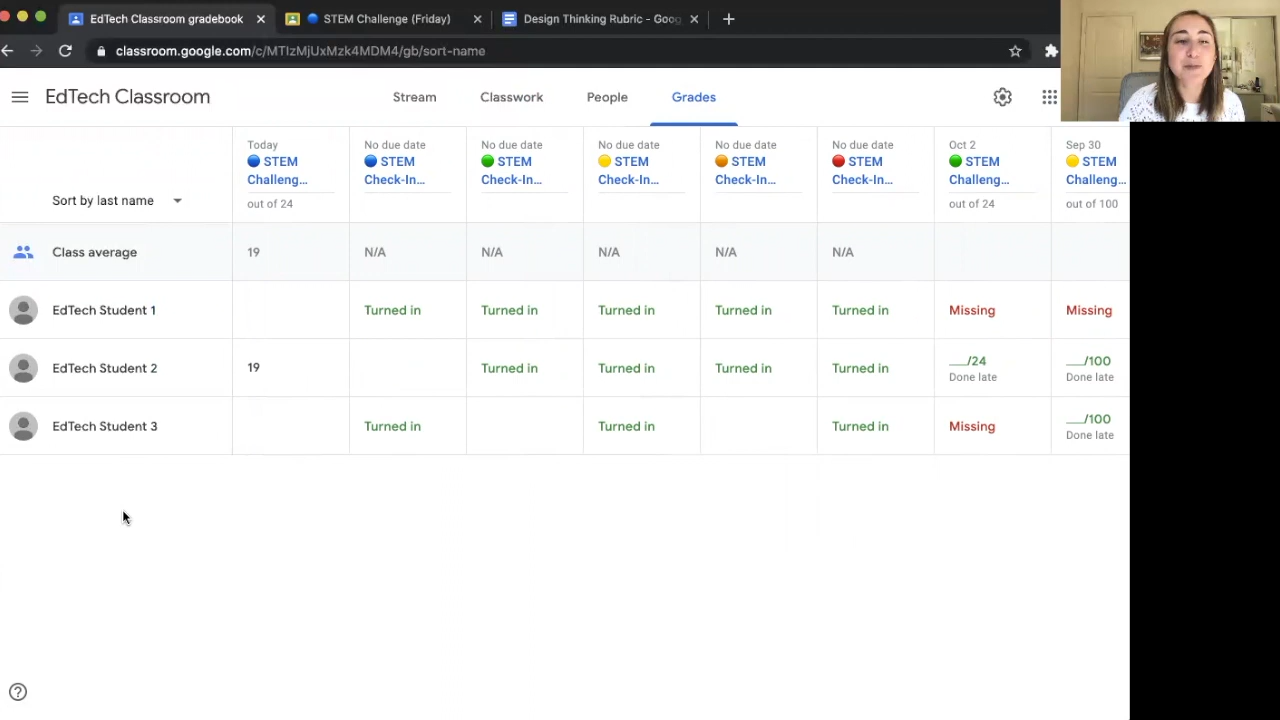 EdTech Classroom gradebook
STEM Challenge (Friday)
Design Thinking Rubric - Goog
classroom.google.com/c/MTIzMjUxMzk4MDM4/gb/sort-name
EdTech Classroom
Stream
Classwork
People
Grades
Sort by last name
Today
STEM
Challeng...
out of 24
No due date
STEM
Check-In...
No due date
STEM
Check-In...
No due date
STEM
Check-In...
No due date
STEM
Check-In...
No due date
STEM
Check-In...
Oct 2
STEM
Challeng...
out of 24
Sep 30
STEM
Challeng...
out of 100
Class average
19
N/A
N/A
N/A
N/A
N/A
EdTech Student 1
Turned in
Turned in
Turned in
Turned in
Turned in
Missing
Missing
EdTech Student 2
19
Turned in
Turned in
Turned in
Turned in
__/24
Done late
__/100
Done late
EdTech Student 3
Turned in
Turned in
Turned in
Missing
__/100
Done late